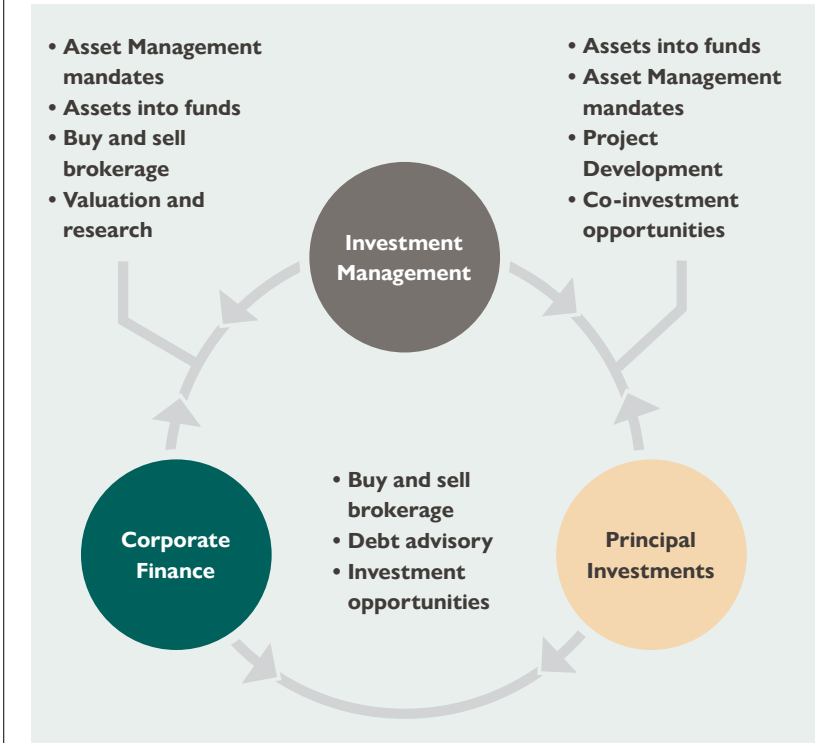 • Asset Management
mandates
• Assets into funds
• Buy and sell
brokerage
• Valuation and
research
• Assets into funds
• Asset Management
mandates
• Project
Development
• Co-investment
opportunities
Investment
Management
• Buy and sell
brokerage
• Debt advisory
• Investment
opportunities
Corporate
Finance
Principal
Investments